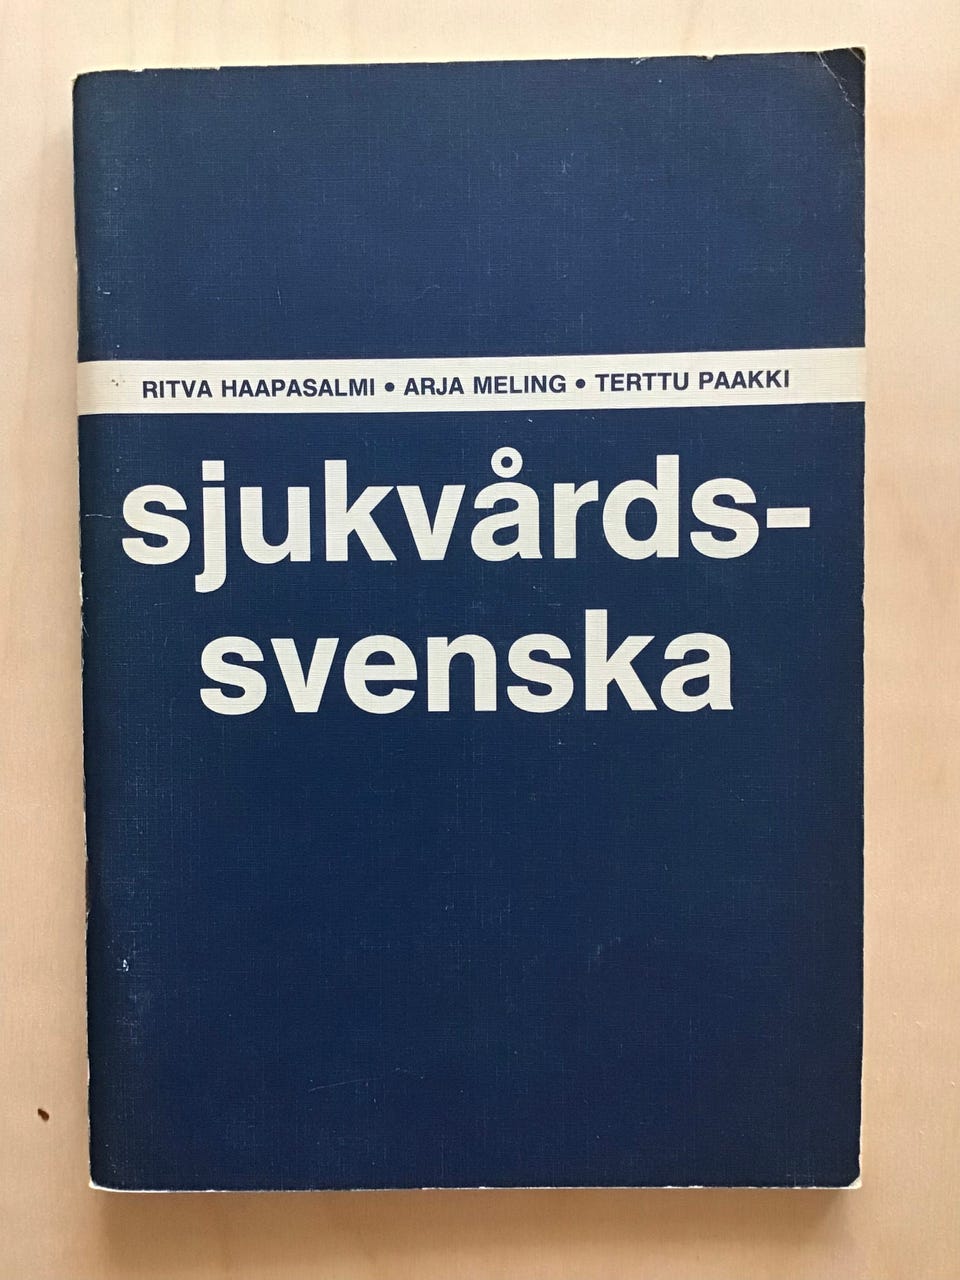 RITVA HAAPASALMI • ARJA MELING • TERTTU PAAKKI
sjukvårds-
svenska